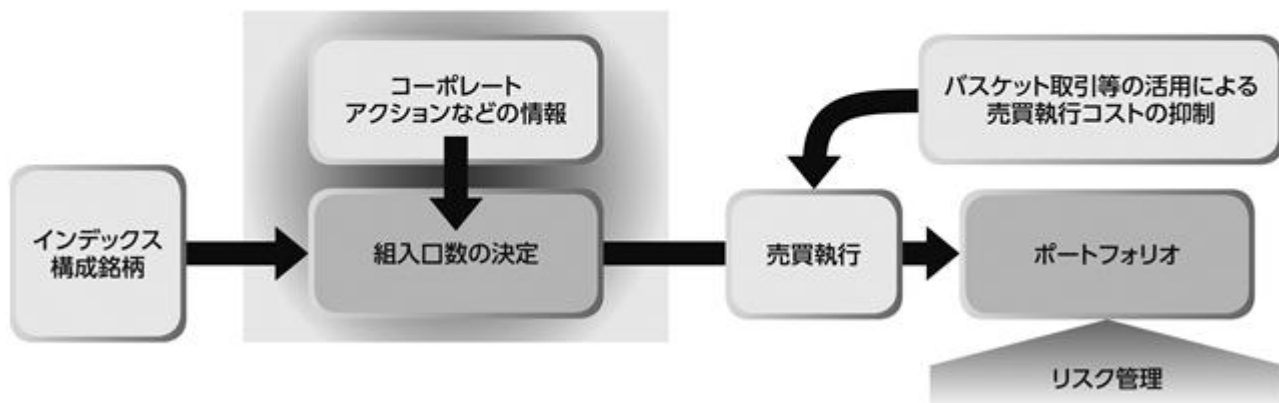 コーポレート
アクションなどの情報
バスケット取引等の活用による
売買執行コストの抑制
インデックス
構成銘柄
組入口数の決定
売買執行
ポートフォリオ
リスク管理